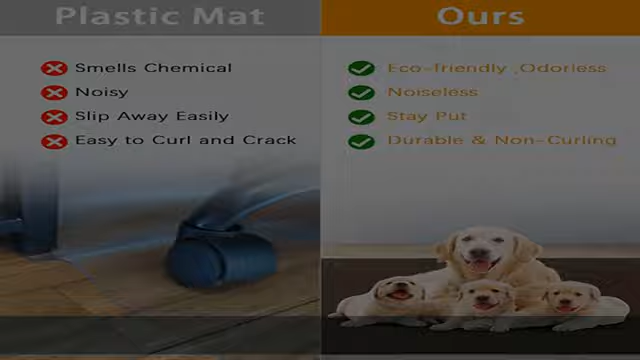 Plastic Mat
Smells Chemical
Noisy
Slip Away Easily
Easy to Curl and Crack
Ours
Eco-friendly ,Odorless
Noiseless
Stay Put
Durable & Non-Curling